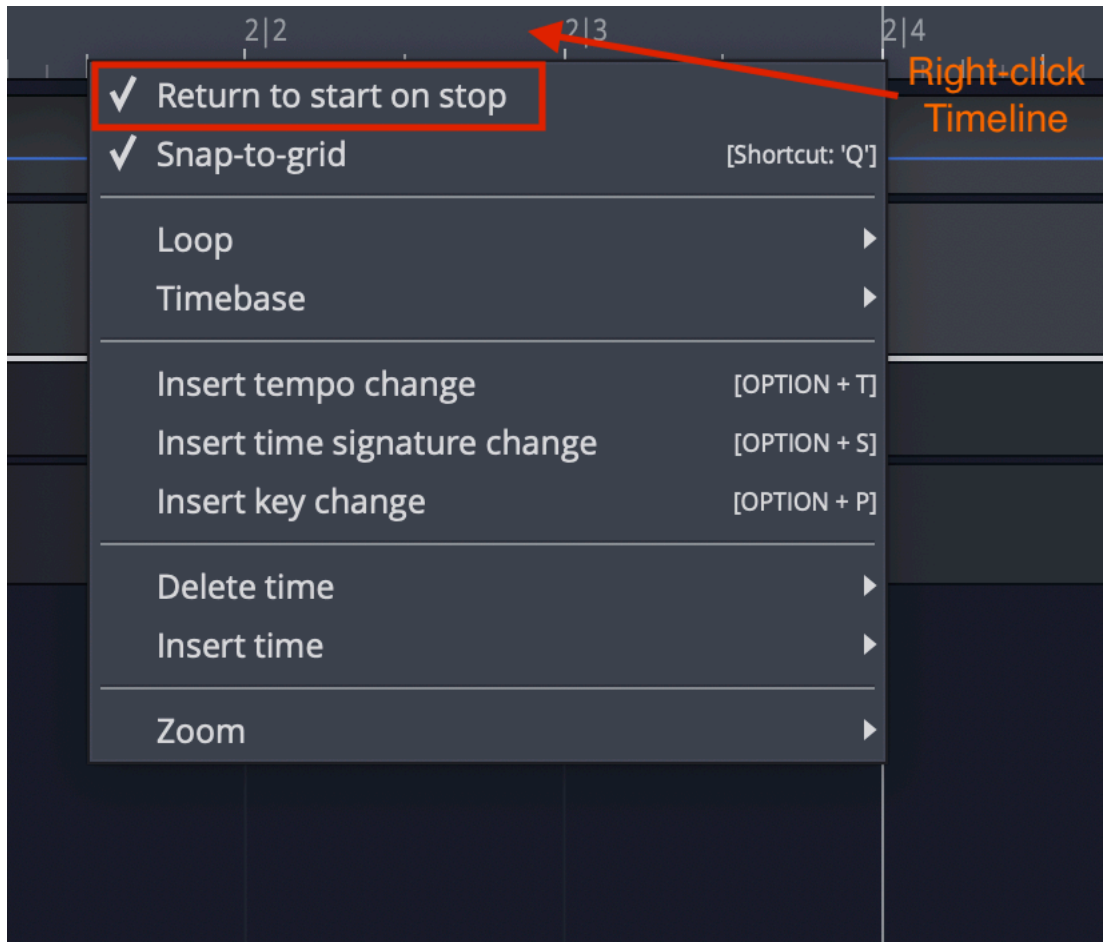 2|2
2|3
2|4
Right-click
Timeline
Return to start on stop
Snap-to-grid [Shortcut: 'Q']
Loop
Timebase
Insert tempo change [OPTION + T]
Insert time signature change [OPTION + S]
Insert key change [OPTION + P]
Delete time
Insert time
Zoom